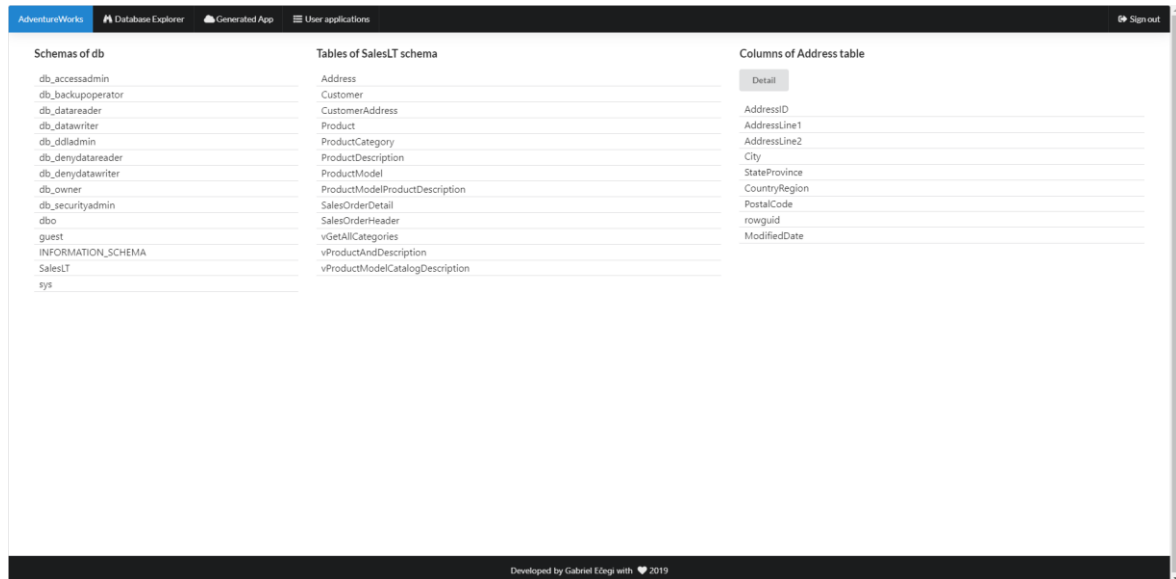 AdventureWorks Database Explorer Generated App User applications Sign out
Schemas of db
db_accessadmin
db_backupoperator
db_datareader
db_datawriter
db_ddladmin
db_denydatareader
db_denydatawriter
db_owner
db_securityadmin
dbo
guest
INFORMATION_SCHEMA
SalesLT
sys
Tables of SalesLT schema
Address
Customer
CustomerAddress
Product
ProductCategory
ProductDescription
ProductModel
ProductModelProductDescription
SalesOrderDetail
SalesOrderHeader
vGetAllCategories
vProductAndDescription
vProductModelCatalogDescription
Columns of Address table
Detail
AddressID
AddressLine1
AddressLine2
City
StateProvince
CountryRegion
PostalCode
rowguid
ModifiedDate
Developed by Gabriel Ečegi with 2019